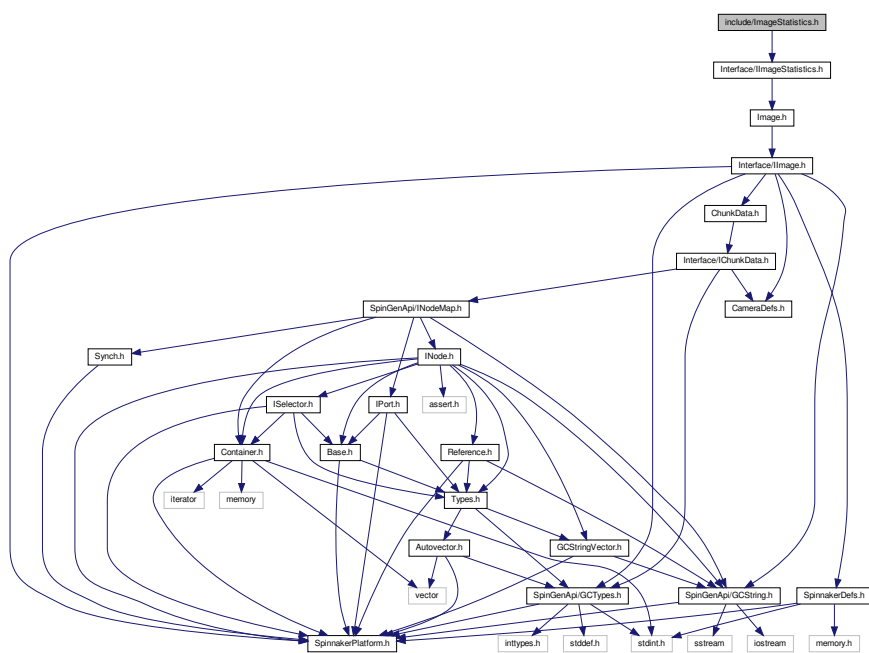 include/ImageStatistics.h
Interface/IImageStatistics.h
Image.h
Interface/IImage.h
ChunkData.h
Interface/IChunkData.h
SpinGenApi/INodeMap.h
CameraDefs.h
Synch.h
INode.h
ISelector.h
IPort.h
assert.h
Container.h
Base.h
Reference.h
iterator
memory
Types.h
Autovector.h
GCStringVector.h
vector
SpinGenApi/GCTypes.h
SpinGenApi/GCString.h
SpinnakerDefs.h
SpinnakerPlatform.h
inttypes.h
stddef.h
stdint.h
sstream
iostream
memory.h